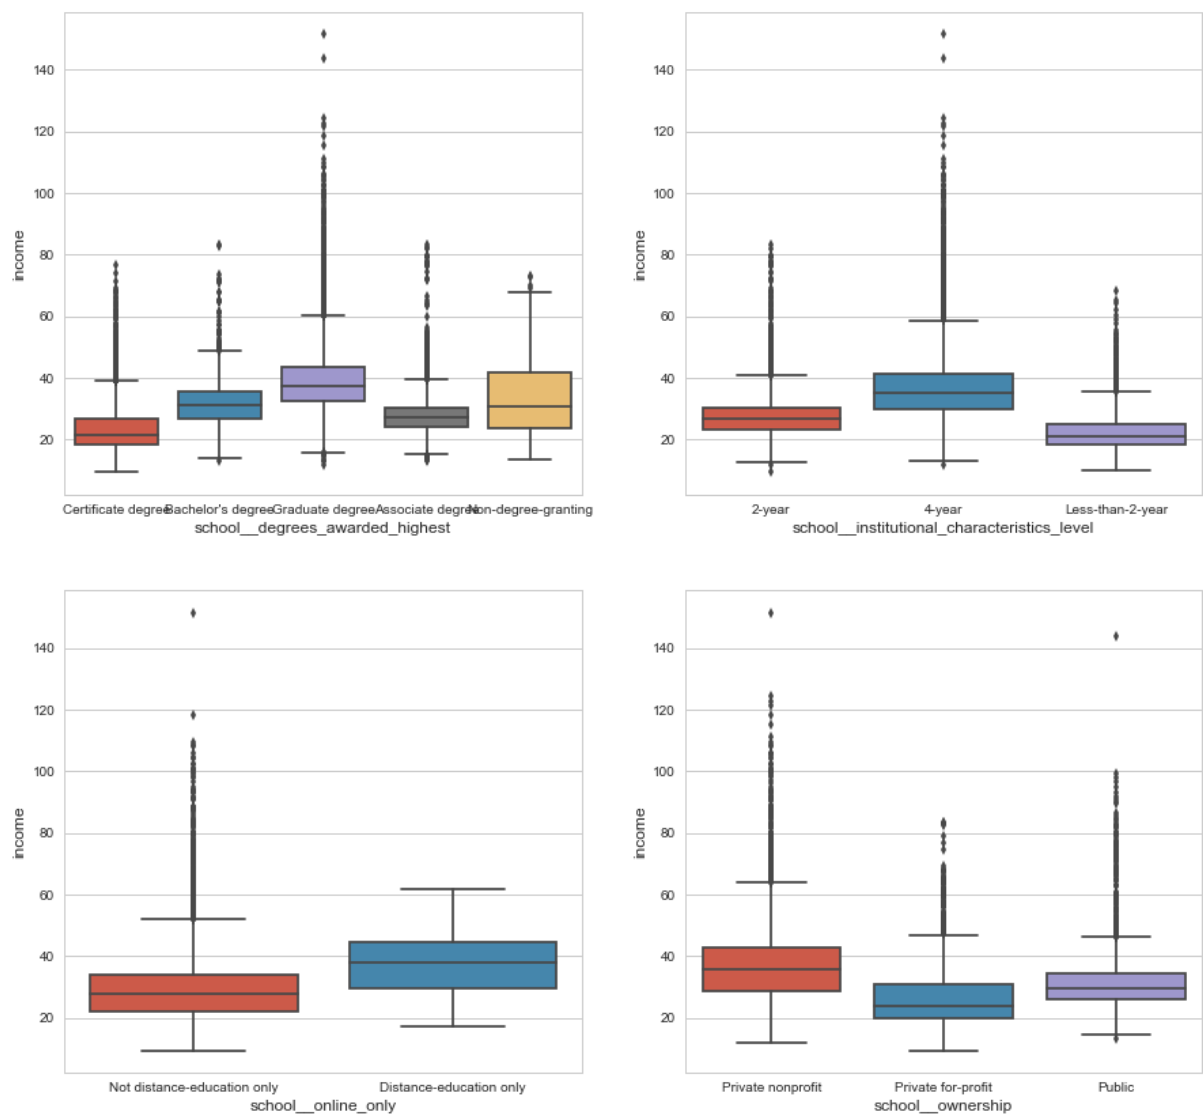 140
120
100
80
60
40
20
income
Certificate degree Bachelor's degree Graduate degree Associate degree Non-degree-granting
school__degrees_awarded_highest
140
120
100
80
60
40
20
income
2-year 4-year Less-than-2-year
school__institutional_characteristics_level
140
120
100
80
60
40
20
income
Not distance-education only Distance-education only
school__online_only
140
120
100
80
60
40
20
income
Private nonprofit Private for-profit Public
school__ownership